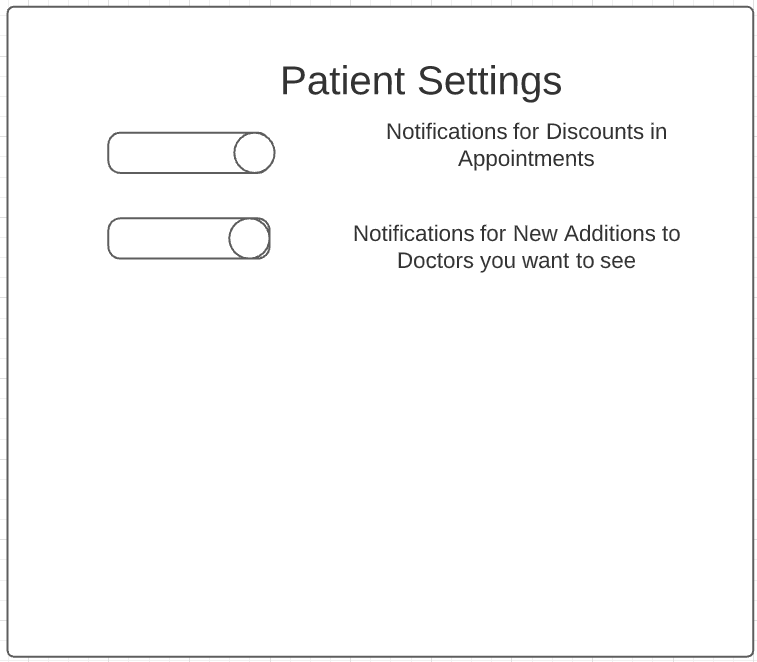 Patient Settings
Notifications for Discounts in
Appointments
Notifications for New Additions to
Doctors you want to see